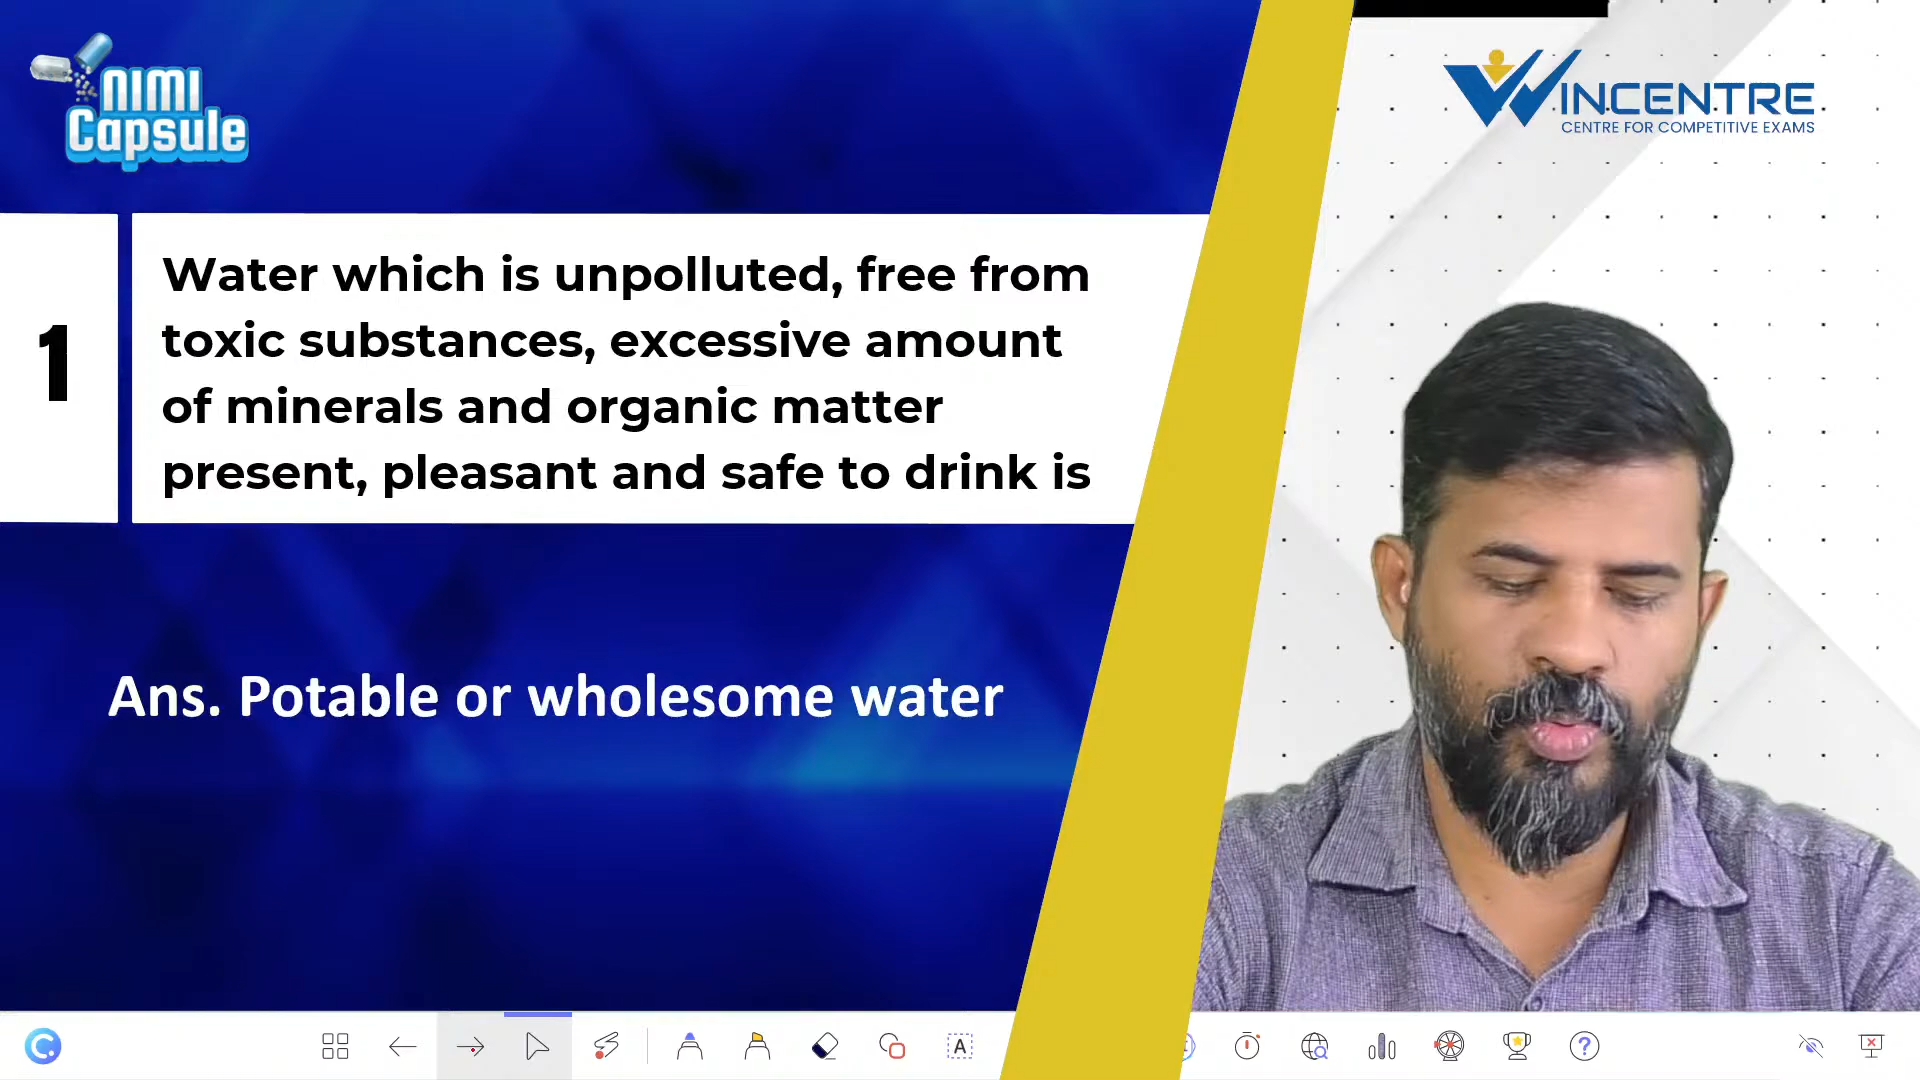 NIMI
Capsule
WINCENTRE
CENTRE FOR COMPETITIVE EXAMS
1
Water which is unpolluted, free from
toxic substances, excessive amount
of minerals and organic matter
present, pleasant and safe to drink is
Ans. Potable or wholesome water
A
?